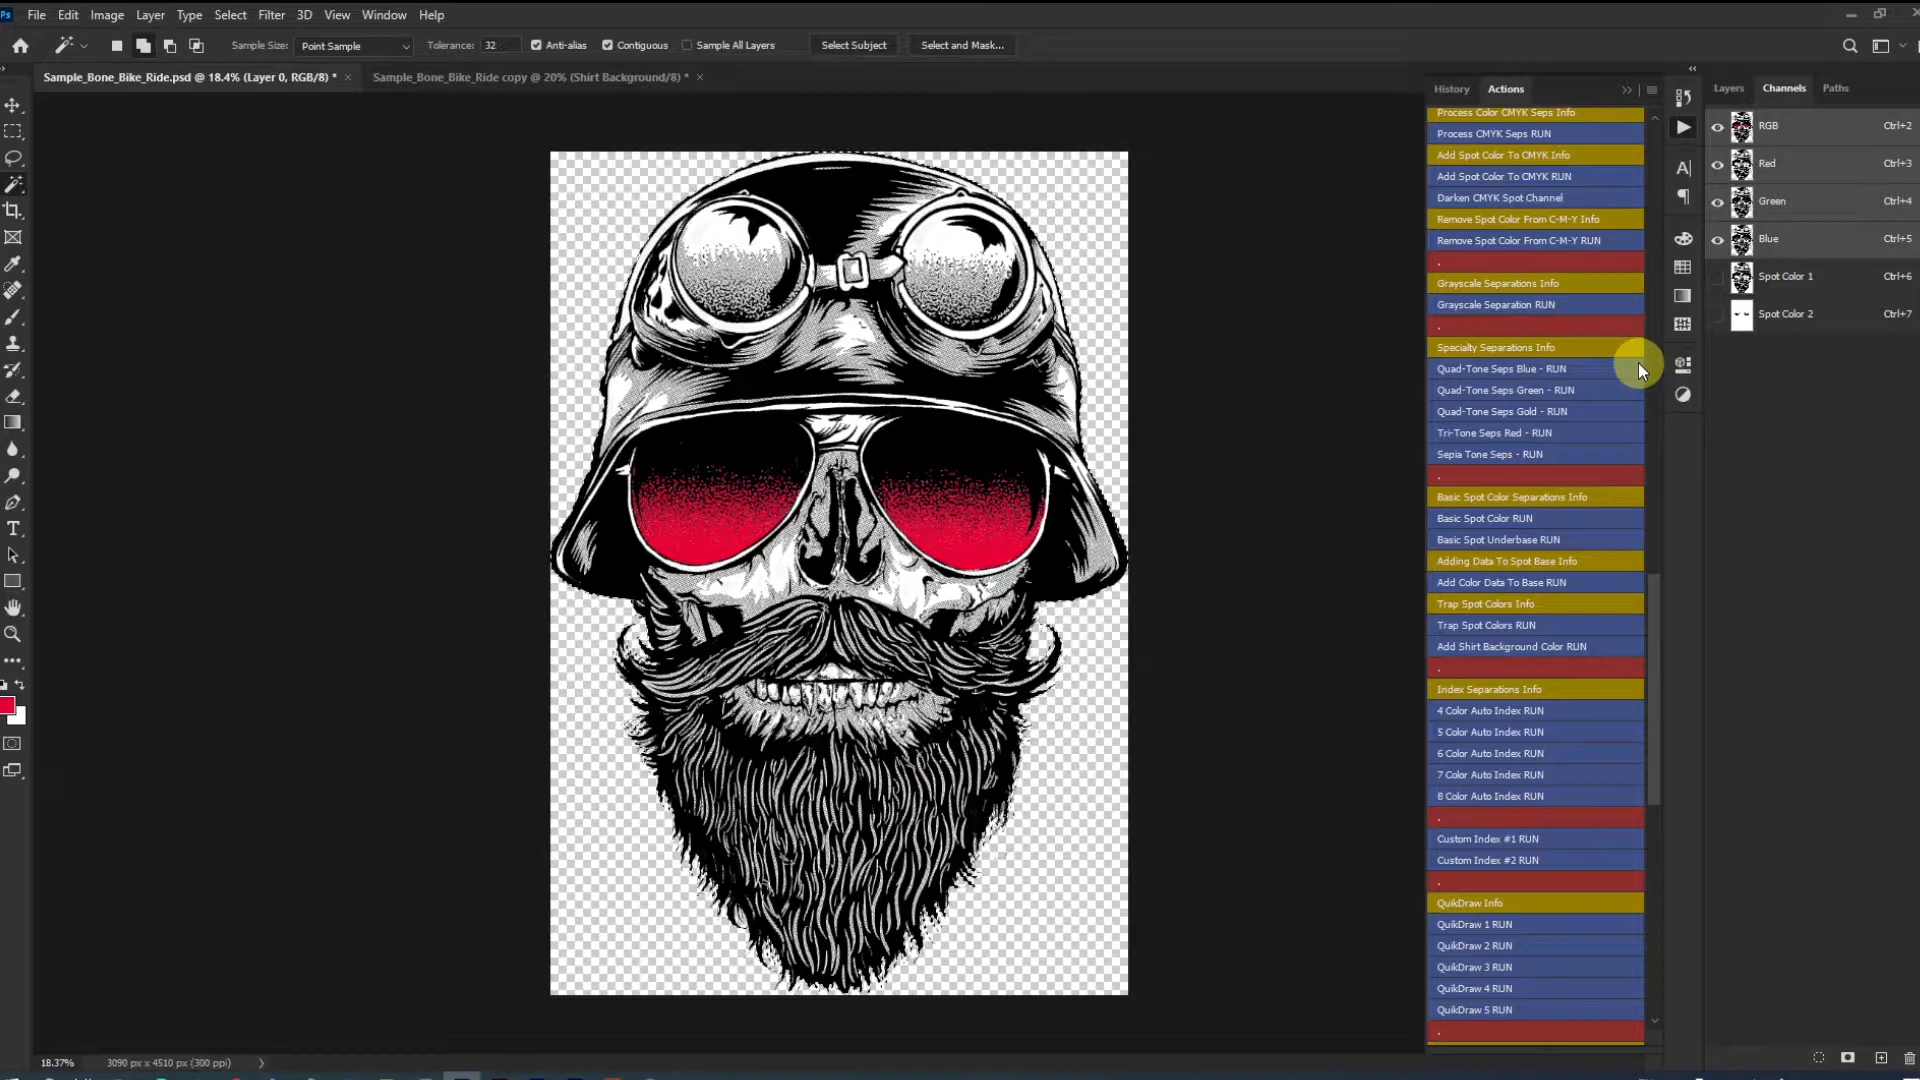 Ps File Edit Image Layer Type Select Filter 3D View Window Help
Sample Size: Point Sample Tolerance: 32 Anti-alias Contiguous Sample All Layers Select Subject Select and Mask...
Sample_Bone_Bike_Ride.psd @ 18.4% (Layer 0, RGB/8) * × Sample_Bone_Bike_Ride copy @ 20% (Shirt Background/8) * ×
History Actions
Process Color CMYK Seps Info
Process CMYK Seps RUN
Add Spot Color To CMYK Info
Add Spot Color To CMYK RUN
Darken CMYK Spot Channel
Remove Spot Color From C-M-Y Info
Remove Spot Color From C-M-Y RUN
.
Grayscale Separations Info
Grayscale Separation RUN
.
Specialty Separations Info
Quad-Tone Seps Blue - RUN
Quad-Tone Seps Green - RUN
Quad-Tone Seps Gold - RUN
Tri-Tone Seps Red - RUN
Sepia Tone Seps - RUN
.
Basic Spot Color Separations Info
Basic Spot Color RUN
Basic Spot Underbase RUN
Adding Data To Spot Base Info
Add Color Data To Base RUN
Trap Spot Colors Info
Trap Spot Colors RUN
Add Shirt Background Color RUN
.
Index Separations Info
4 Color Auto Index RUN
5 Color Auto Index RUN
6 Color Auto Index RUN
7 Color Auto Index RUN
8 Color Auto Index RUN
.
Custom Index #1 RUN
Custom Index #2 RUN
.
QuikDraw Info
QuikDraw 1 RUN
QuikDraw 2 RUN
QuikDraw 3 RUN
QuikDraw 4 RUN
QuikDraw 5 RUN
.
Layers Channels Paths
RGB Ctrl+2
Red Ctrl+3
Green Ctrl+4
Blue Ctrl+5
Spot Color 1 Ctrl+6
Spot Color 2 Ctrl+7
18.37% 3090 px x 4510 px (300 ppi)